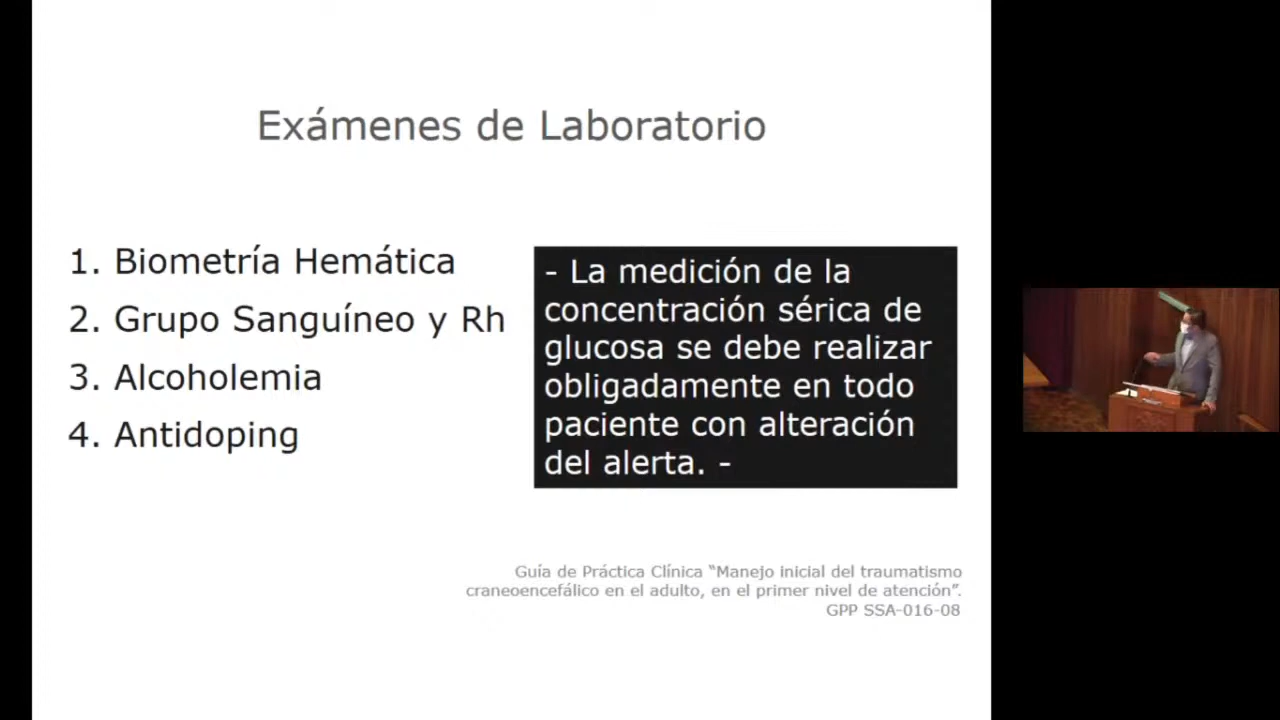 Exámenes de Laboratorio
1. Biometría Hemática
2. Grupo Sanguíneo y Rh
3. Alcoholemia
4. Antidoping
- La medición de la
concentración sérica de
glucosa se debe realizar
obligadamente en todo
paciente con alteración
del alerta. -
Guía de Práctica Clínica “Manejo inicial del traumatismo
craneoencefálico en el adulto, en el primer nivel de atención”.
GPP SSA-016-08